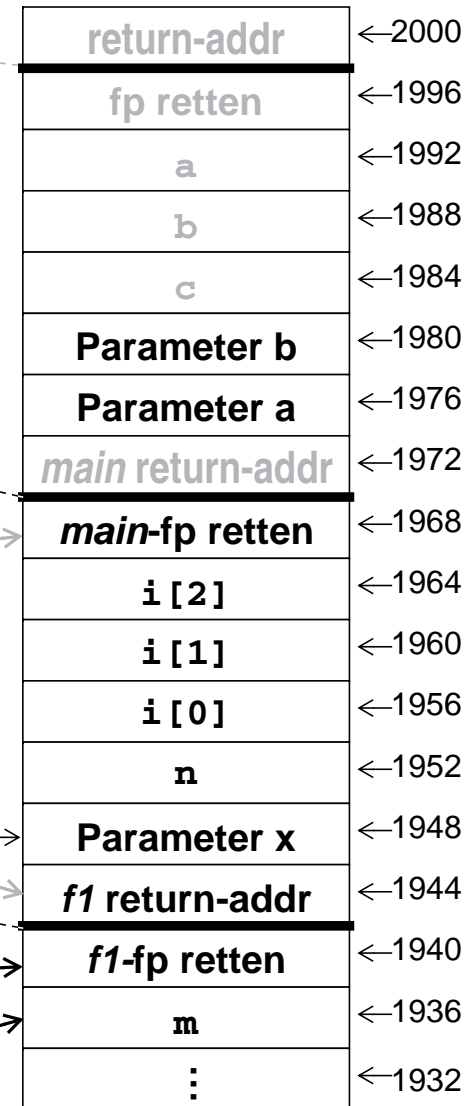 return-addr ←2000
fp retten ←1996
a ←1992
b ←1988
c ←1984
Parameter b ←1980
Parameter a ←1976
main return-addr ←1972
main-fp retten ←1968
i[2] ←1964
i[1] ←1960
i[0] ←1956
n ←1952
Parameter x ←1948
f1 return-addr ←1944
f1-fp retten ←1940
m ←1936
⋮ ←1932